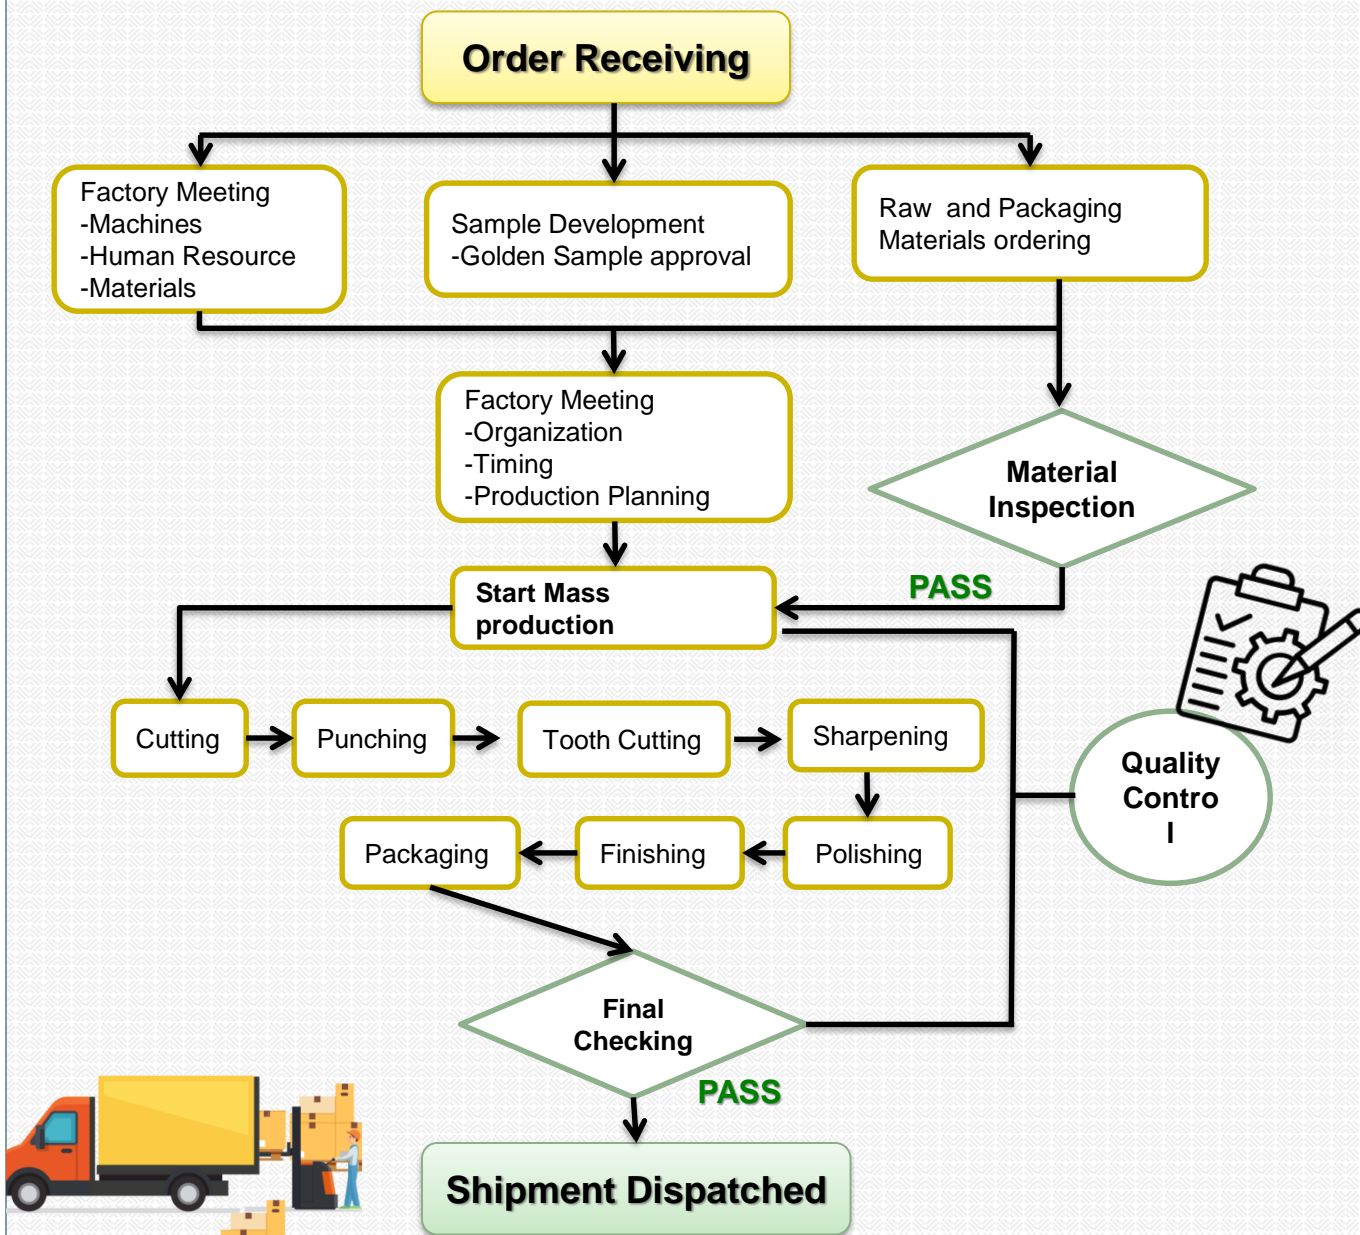 Order Receiving
Factory Meeting
-Machines
-Human Resource
-Materials
Sample Development
-Golden Sample approval
Raw and Packaging
Materials ordering
Factory Meeting
-Organization
-Timing
-Production Planning
Material
Inspection
PASS
Start Mass
production
Cutting
Punching
Tooth Cutting
Sharpening
Quality
Contro
l
Packaging
Finishing
Polishing
Final
Checking
PASS
Shipment Dispatched